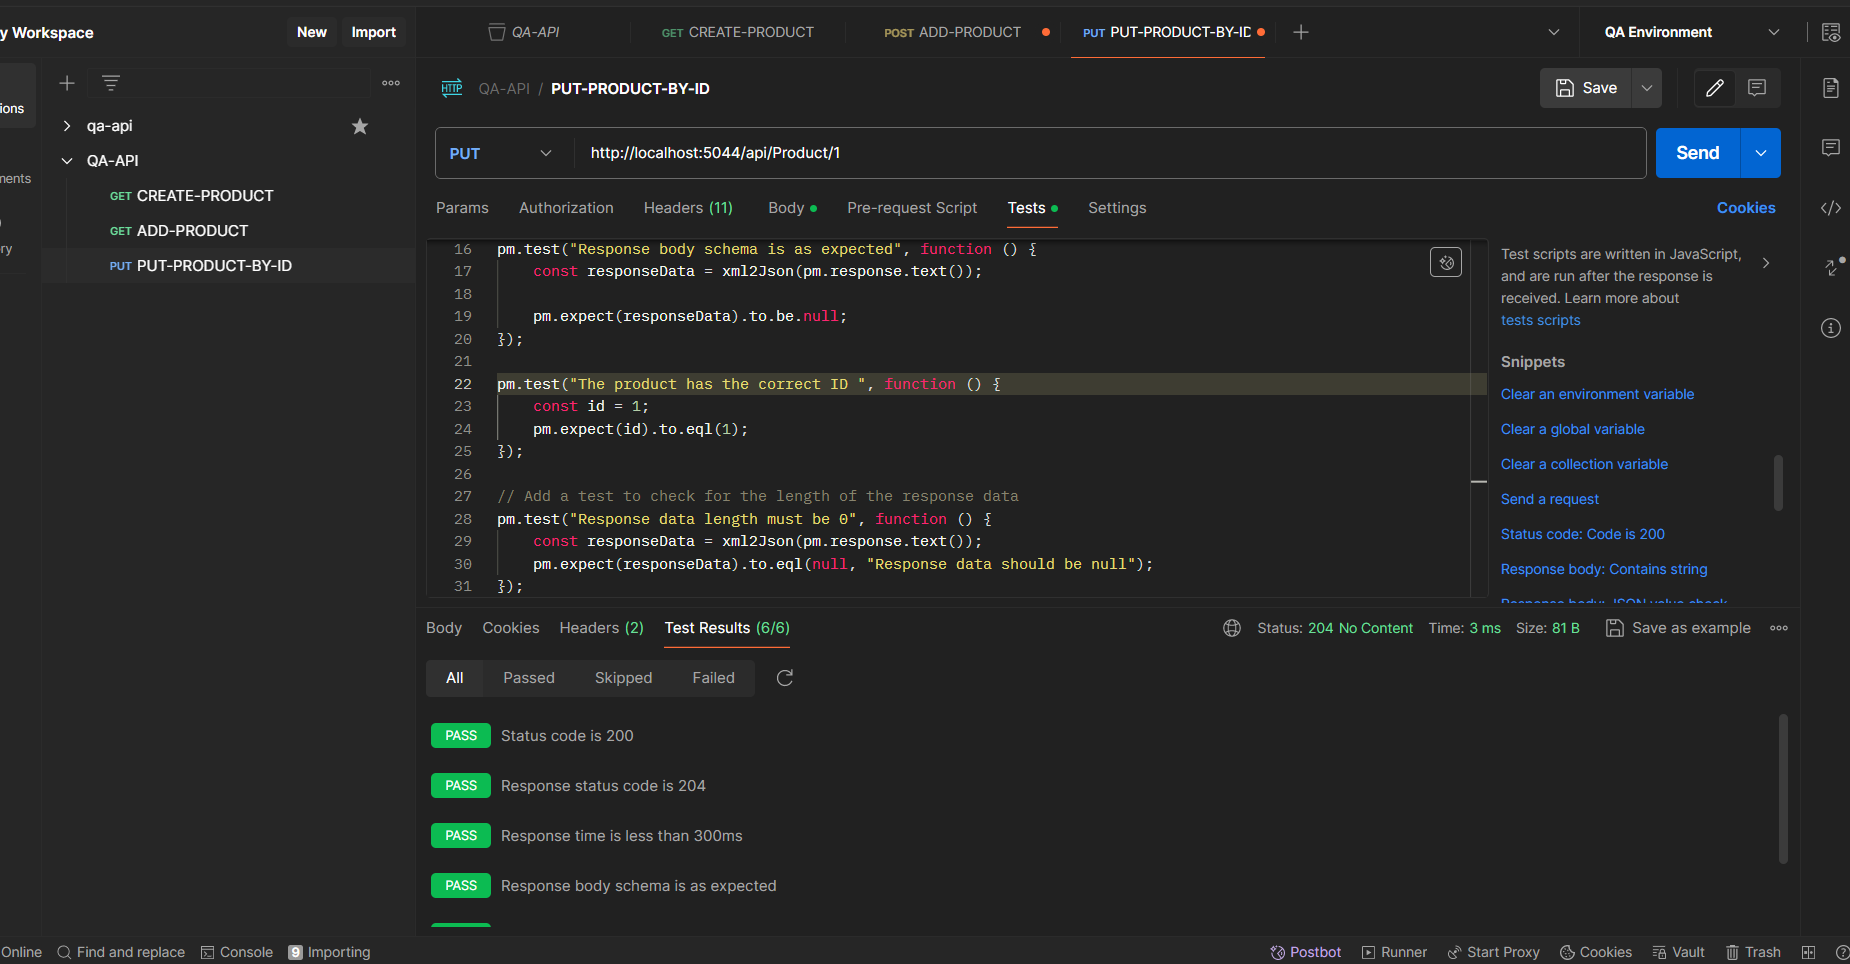 y Workspace
New
Import
QA-API
GET CREATE-PRODUCT
POST ADD-PRODUCT
PUT PUT-PRODUCT-BY-ID
QA Environment
ions
ments
ry
qa-api
QA-API
GET CREATE-PRODUCT
GET ADD-PRODUCT
PUT PUT-PRODUCT-BY-ID
HTTP QA-API / PUT-PRODUCT-BY-ID
Save
PUT
http://localhost:5044/api/Product/1
Send
Params
Authorization
Headers (11)
Body
Pre-request Script
Tests
Settings
Cookies
16 pm.test("Response body schema is as expected", function () {
17 const responseData = xml2Json(pm.response.text());
18
19 pm.expect(responseData).to.be.null;
20 });
21
22 pm.test("The product has the correct ID ", function () {
23 const id = 1;
24 pm.expect(id).to.eql(1);
25 });
26
27 // Add a test to check for the length of the response data
28 pm.test("Response data length must be 0", function () {
29 const responseData = xml2Json(pm.response.text());
30 pm.expect(responseData).to.eql(null, "Response data should be null");
31 });
Test scripts are written in JavaScript,
and are run after the response is
received. Learn more about
tests scripts
Snippets
Clear an environment variable
Clear a global variable
Clear a collection variable
Send a request
Status code: Code is 200
Response body: Contains string
Response body: JSON value check
Body
Cookies
Headers (2)
Test Results (6/6)
Status: 204 No Content
Time: 3 ms
Size: 81 B
Save as example
All
Passed
Skipped
Failed
PASS Status code is 200
PASS Response status code is 204
PASS Response time is less than 300ms
PASS Response body schema is as expected
Online
Find and replace
Console
9 Importing
Postbot
Runner
Start Proxy
Cookies
Vault
Trash